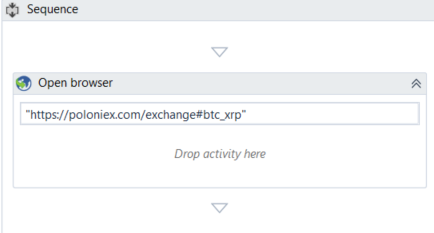 Sequence
Open browser
"https://poloniex.com/exchange#btc_xrp"
Drop activity here